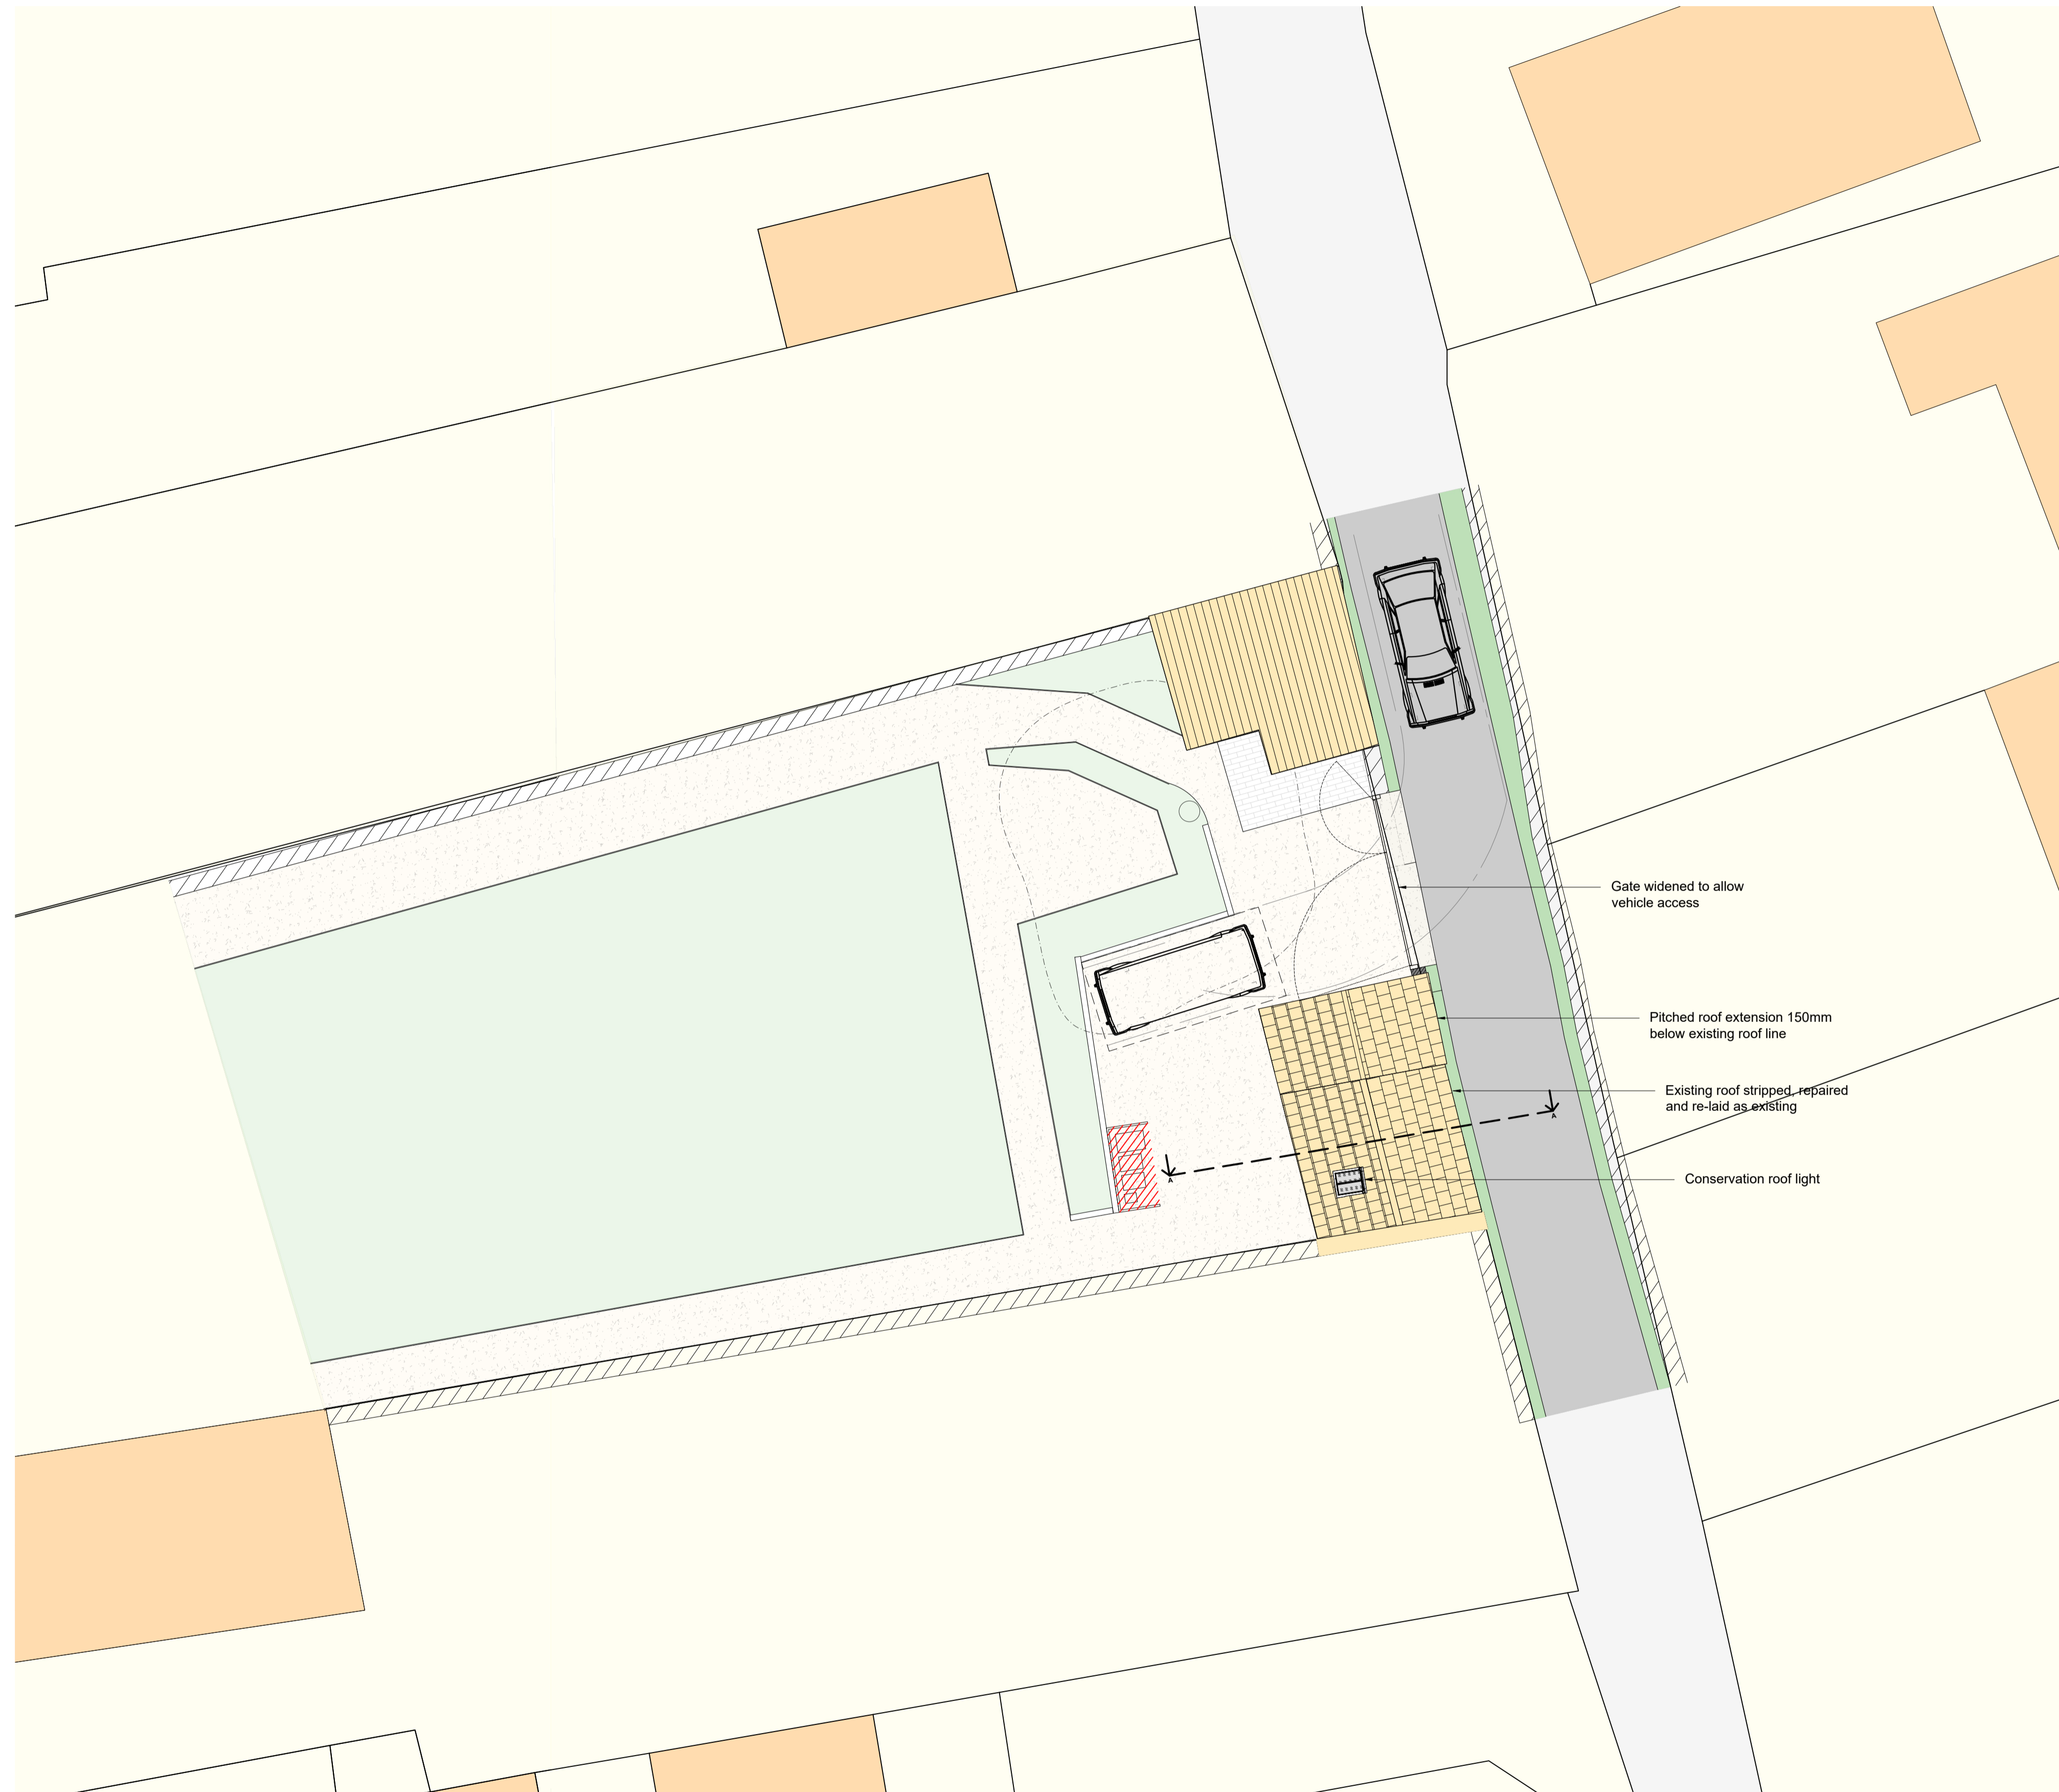 Gate widened to allow
vehicle access
Pitched roof extension 150mm
below existing roof line
Existing roof stripped, repaired
and re-laid as existing
A
A
Conservation roof light